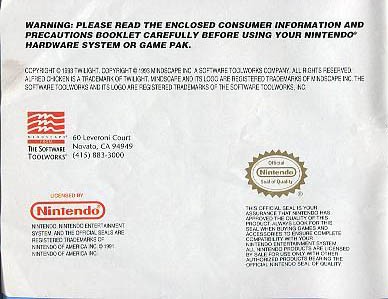 WARNING: PLEASE READ THE ENCLOSED CONSUMER INFORMATION AND
PRECAUTIONS BOOKLET CAREFULLY BEFORE USING YOUR NINTENDO®
HARDWARE SYSTEM OR GAME PAK.
COPYRIGHT © 1993 TWILIGHT. COPYRIGHT © 1993 MINDSCAPE INC. A SOFTWARE TOOLWORKS COMPANY. ALL RIGHTS RESERVED.
ALFRED CHICKEN IS A TRADEMARK OF TWILIGHT. MINDSCAPE AND ITS LOGO ARE REGISTERED TRADEMARKS OF MINDSCAPE INC. THE
SOFTWARE TOOLWORKS AND ITS LOGO ARE REGISTERED TRADEMARKS OF THE SOFTWARE TOOLWORKS, INC.
MINDSCAPE
FROM
THE SOFTWARE
TOOLWORKS®
60 Leveroni Court
Novato, CA 94949
(415) 883-3000
Official
Nintendo
Seal of Quality
LICENSED BY
Nintendo®
NINTENDO, NINTENDO ENTERTAINMENT
SYSTEM, AND THE OFFICIAL SEALS ARE
REGISTERED TRADEMARKS OF
NINTENDO OF AMERICA INC. © 1991
NINTENDO OF AMERICA INC.
THIS OFFICIAL SEAL IS YOUR
ASSURANCE THAT NINTENDO HAS
APPROVED THE QUALITY OF THIS
PRODUCT. ALWAYS LOOK FOR THIS
SEAL WHEN BUYING GAMES AND
ACCESSORIES TO ENSURE COMPLETE
COMPATIBILITY WITH YOUR
NINTENDO ENTERTAINMENT SYSTEM.
ALL NINTENDO PRODUCTS ARE LICENSED
BY SALE FOR USE ONLY WITH OTHER
AUTHORIZED PRODUCTS BEARING THE
OFFICIAL NINTENDO SEAL OF QUALITY.